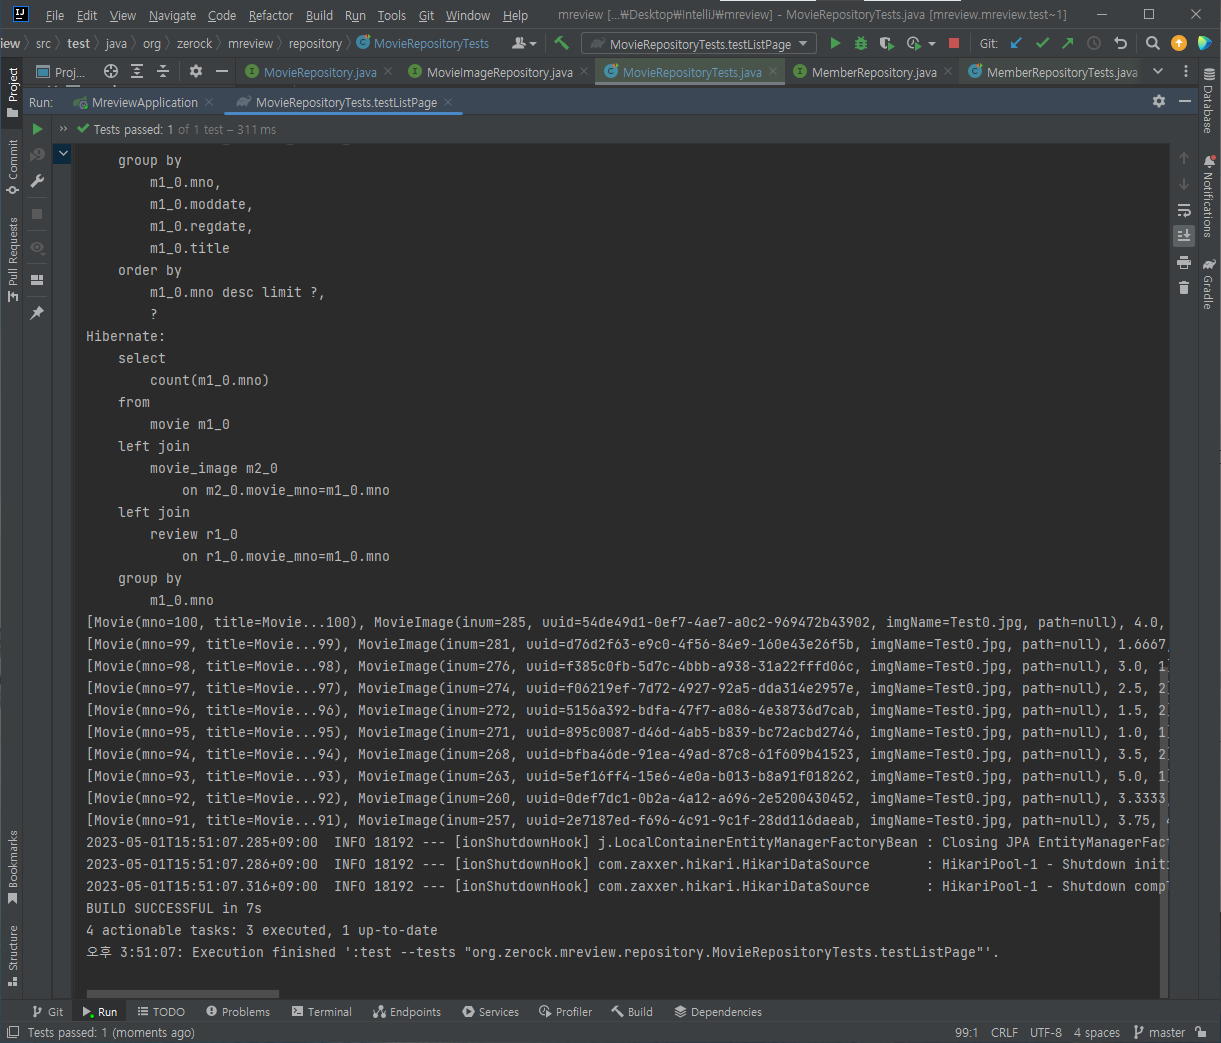 File Edit View Navigate Code Refactor Build Run Tools Git Window Help mreview [...₩Desktop₩IntelliJ₩mreview] - MovieRepositoryTests.java [mreview.mreview.test~1]
iew src test java org zerock mreview repository MovieRepositoryTests MovieRepositoryTests.testListPage Git:
Project
Proj... MovieRepository.java MovieImageRepository.java MovieRepositoryTests.java MemberRepository.java MemberRepositoryTests.java
Run: MreviewApplication MovieRepositoryTests.testListPage
Tests passed: 1 of 1 test – 311 ms
group by
m1_0.mno,
m1_0.moddate,
m1_0.regdate,
m1_0.title
order by
m1_0.mno desc limit ?,
?
Hibernate:
select
count(m1_0.mno)
from
movie m1_0
left join
movie_image m2_0
on m2_0.movie_mno=m1_0.mno
left join
review r1_0
on r1_0.movie_mno=m1_0.mno
group by
m1_0.mno
[Movie(mno=100, title=Movie...100), MovieImage(inum=285, uuid=54de49d1-0ef7-4ae7-a0c2-969472b43902, imgName=Test0.jpg, path=null), 4.0,
[Movie(mno=99, title=Movie...99), MovieImage(inum=281, uuid=d76d2f63-e9c0-4f56-84e9-160e43e26f5b, imgName=Test0.jpg, path=null), 1.6667,
[Movie(mno=98, title=Movie...98), MovieImage(inum=276, uuid=f385c0fb-5d7c-4bbb-a938-31a22fffd06c, imgName=Test0.jpg, path=null), 3.0, 1]
[Movie(mno=97, title=Movie...97), MovieImage(inum=274, uuid=f06219ef-7d72-4927-92a5-dda314e2957e, imgName=Test0.jpg, path=null), 2.5, 2]
[Movie(mno=96, title=Movie...96), MovieImage(inum=272, uuid=5156a392-bdfa-47f7-a086-4e38736d7cab, imgName=Test0.jpg, path=null), 1.5, 2]
[Movie(mno=95, title=Movie...95), MovieImage(inum=271, uuid=895c0087-d46d-4ab5-b839-bc72acbd2746, imgName=Test0.jpg, path=null), 1.0, 1]
[Movie(mno=94, title=Movie...94), MovieImage(inum=268, uuid=bfba46de-91ea-49ad-87c8-61f609b41523, imgName=Test0.jpg, path=null), 3.5, 2]
[Movie(mno=93, title=Movie...93), MovieImage(inum=263, uuid=5ef16ff4-15e6-4e0a-b013-b8a91f018262, imgName=Test0.jpg, path=null), 5.0, 1]
[Movie(mno=92, title=Movie...92), MovieImage(inum=260, uuid=0def7dc1-0b2a-4a12-a696-2e5200430452, imgName=Test0.jpg, path=null), 3.3333,
[Movie(mno=91, title=Movie...91), MovieImage(inum=257, uuid=2e7187ed-f696-4c91-9c1f-28dd116daeab, imgName=Test0.jpg, path=null), 3.75, 4
2023-05-01T15:51:07.285+09:00  INFO 18192 --- [ionShutdownHook] j.LocalContainerEntityManagerFactoryBean : Closing JPA EntityManagerFact
2023-05-01T15:51:07.286+09:00  INFO 18192 --- [ionShutdownHook] com.zaxxer.hikari.HikariDataSource       : HikariPool-1 - Shutdown initi
2023-05-01T15:51:07.316+09:00  INFO 18192 --- [ionShutdownHook] com.zaxxer.hikari.HikariDataSource       : HikariPool-1 - Shutdown compl
BUILD SUCCESSFUL in 7s
4 actionable tasks: 3 executed, 1 up-to-date
오후 3:51:07: Execution finished ':test --tests "org.zerock.mreview.repository.MovieRepositoryTests.testListPage"'.
Commit
Pull Requests
Bookmarks
Structure
Database
Notifications
Gradle
Git Run TODO Problems Terminal Endpoints Services Profiler Build Dependencies
Tests passed: 1 (moments ago) 99:1 CRLF UTF-8 4 spaces master